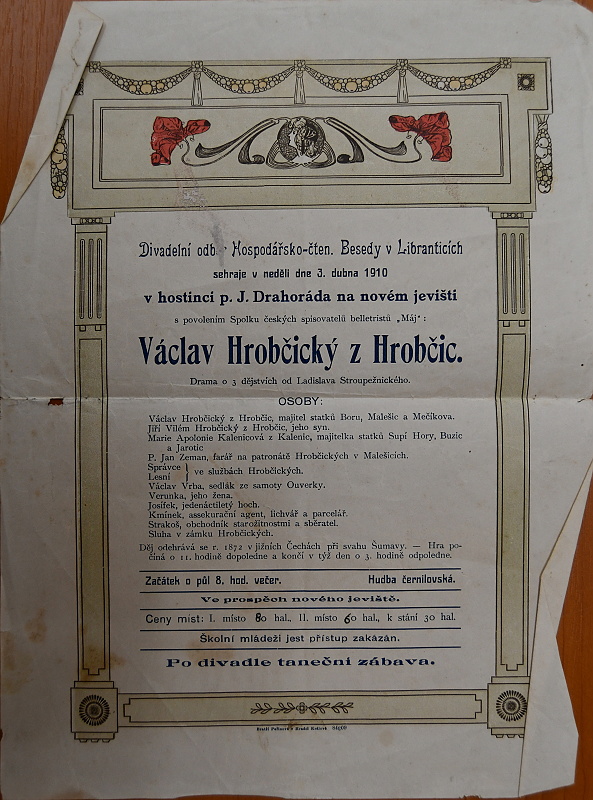 Divadelní odb Hospodářsko-čten. Besedy v Libranticích
sehraje v neděli dne 3. dubna 1910
v hostinci p. J. Drahoráda na novém jevišti
s povolením Spolku českých spisovatelů belletristů „Máj“:
Václav Hrobčický z Hrobčic.
Drama o 3 dějstvích od Ladislava Stroupežnického.
OSOBY:
Václav Hrobčický z Hrobčic, majitel statků Boru, Malešic a Mečíkova.
Jiří Vilém Hrobčický z Hrobčic, jeho syn.
Marie Apolonie Kalenicová z Kalenic, majitelka statků Supí Hory, Buzic
a Jarotic
P. Jan Zeman, farář na patronátě Hrobčických v Malešicích.
Správce
Lesní } ve službách Hrobčických.
Václav Vrba, sedlák ze samoty Ouverky.
Verunka, jeho žena.
Josífek, jedenáctiletý hoch.
Kmínek, assekurační agent, lichvář a parcelář.
Strakoš, obchodník starožitnostmi a sběratel.
Sluha v zámku Hrobčických.
Děj odehrává se r. 1872 v jižních Čechách při svahu Šumavy. — Hra po-
číná o 11. hodině dopoledne a končí v týž den o 3. hodině odpoledne.
Začátek o půl 8. hod. večer. Hudba černilovská.
Ve prospěch nového jeviště.
Ceny míst: I. místo 80 hal., II. místo 60 hal., k stání 30 hal.
Školní mládeži jest přístup zakázán.
Po divadle taneční zábava.